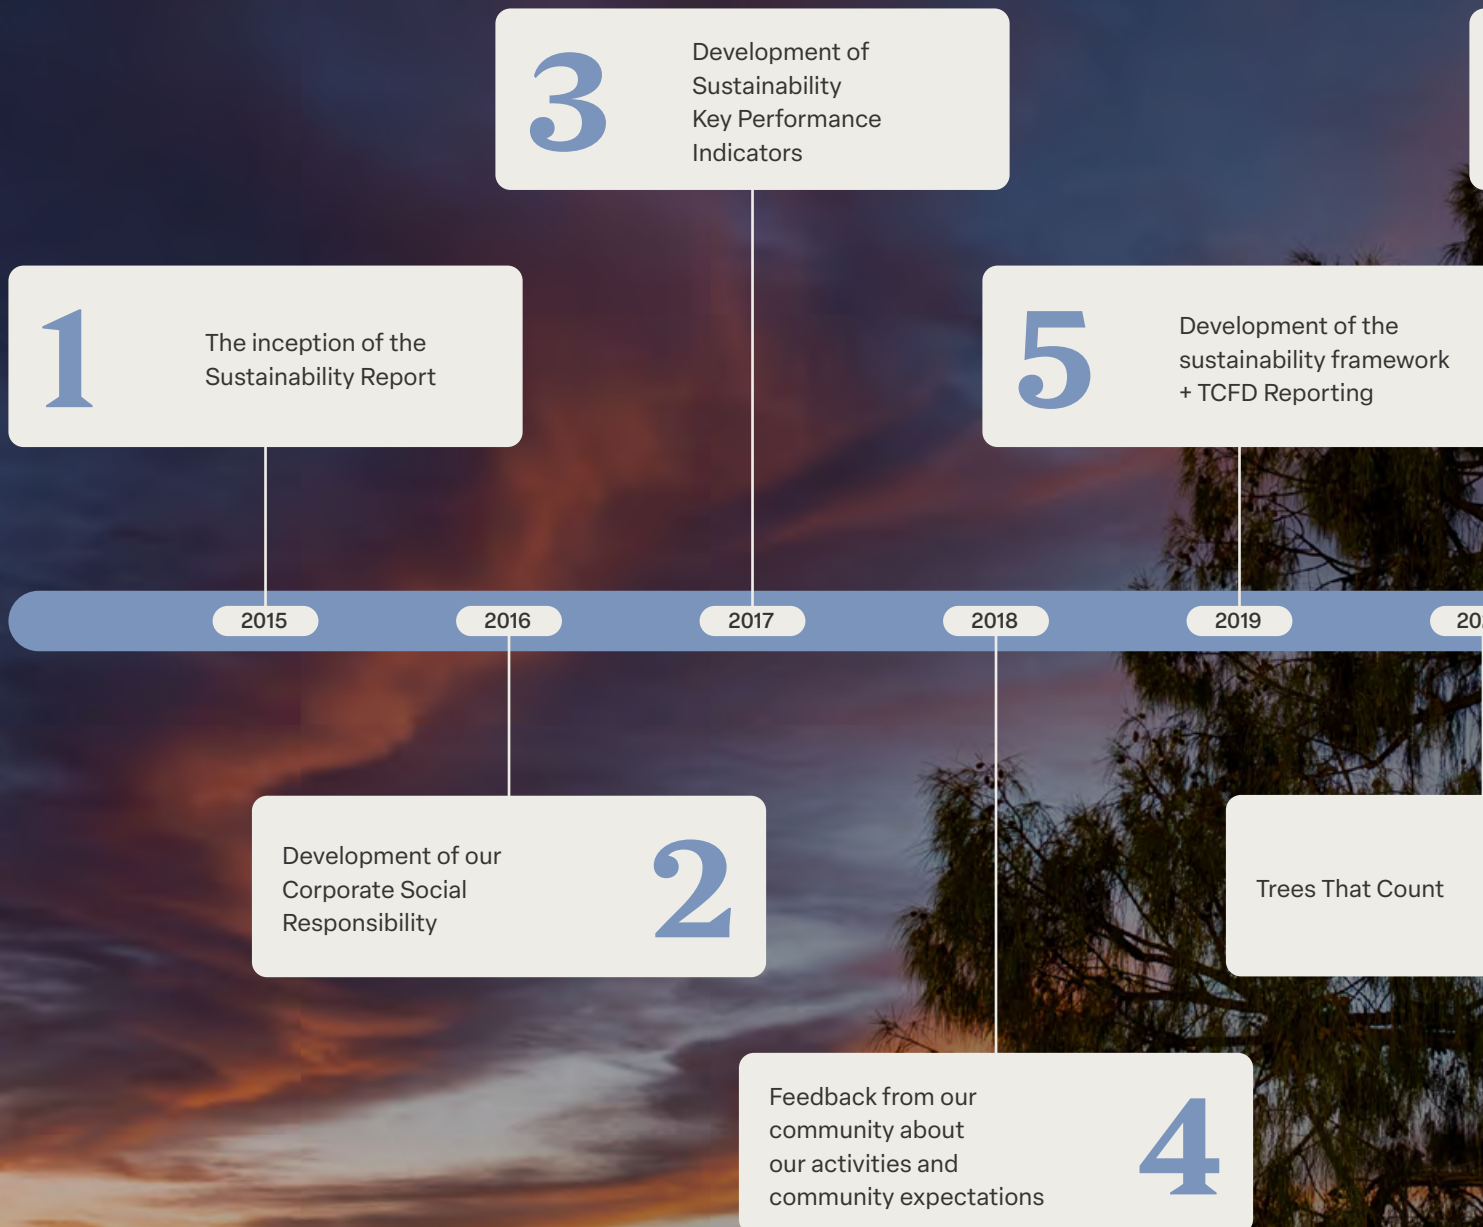 3
Development of
Sustainability
Key Performance
Indicators
1
The inception of the
Sustainability Report
5
Development of the
sustainability framework
+ TCFD Reporting
2015
2016
2017
2018
2019
Development of our
Corporate Social
Responsibility
2
Trees That Count
Feedback from our
community about
our activities and
community expectations
4